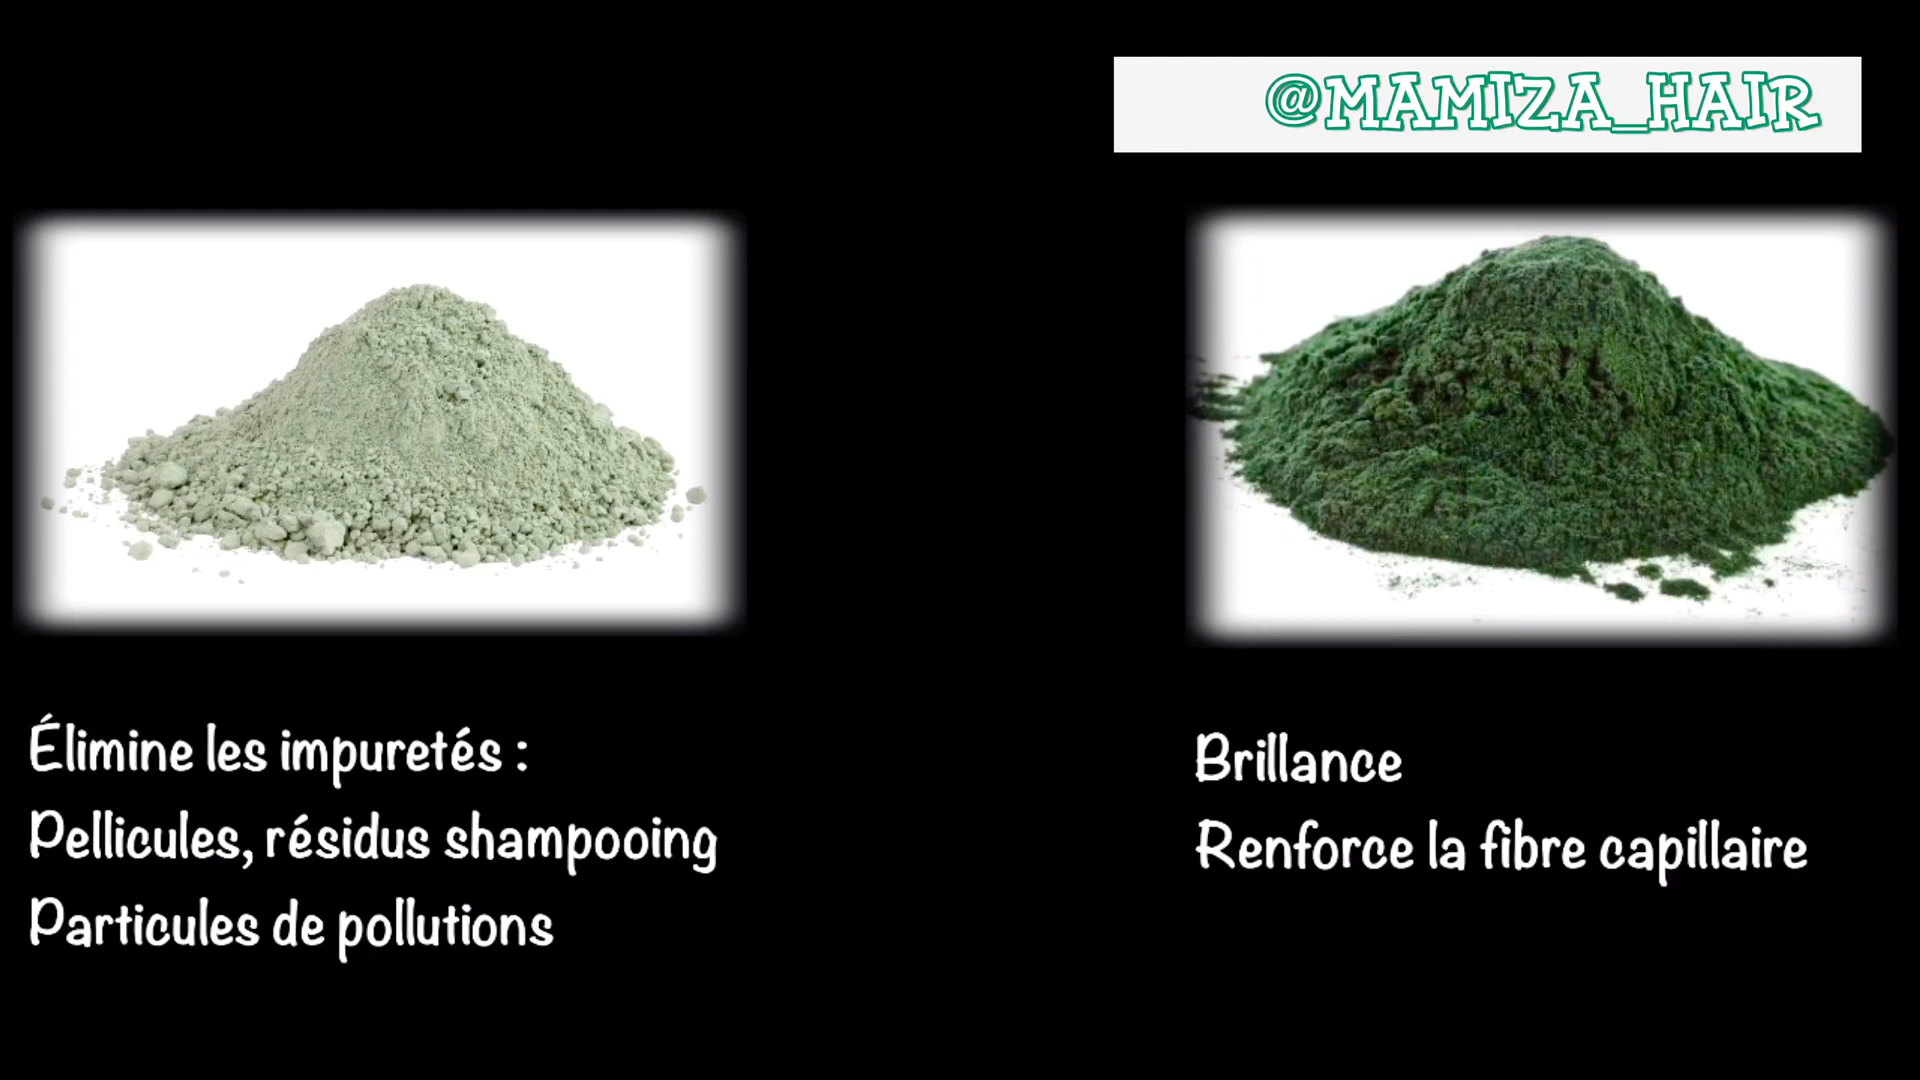 @MAMIZA_HAIR
Élimine les impuretés :
Pellicules, résidus shampooing
Particules de pollutions
Brillance
Renforce la fibre capillaire